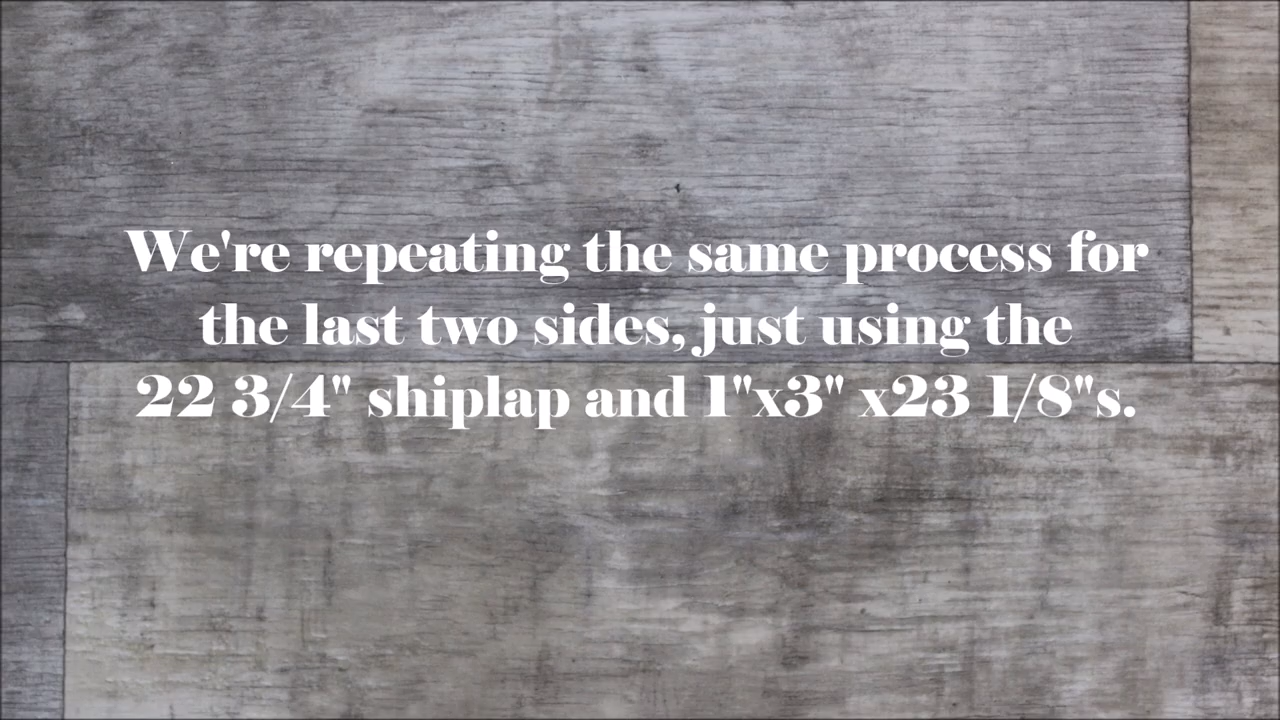 We're repeating the same process for
the last two sides, just using the
22 3/4" shiplap and 1"x3" x23 1/8"s.